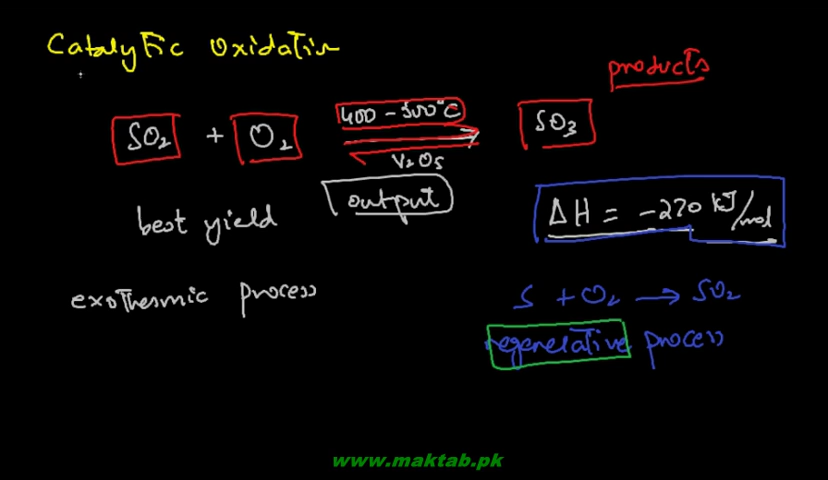 Catalytic Oxidation
products
SO₂ + O₂ 400 - 500°C V₂O₅ SO₃
best yield output ΔH = -270 kJ/mol
exothermic process S + O₂ → SO₂
regenerative process
www.maktab.pk